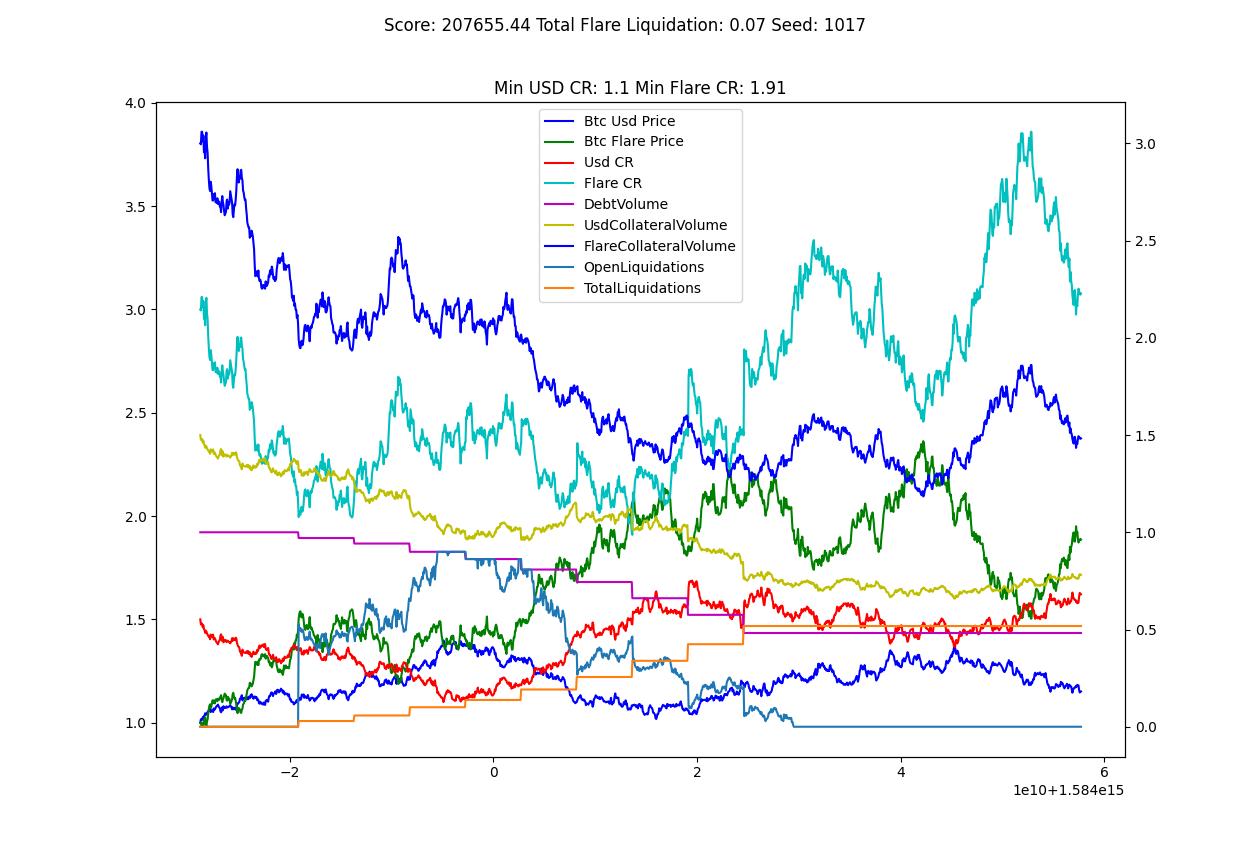 Score: 207655.44 Total Flare Liquidation: 0.07 Seed: 1017
Min USD CR: 1.1 Min Flare CR: 1.91
4.0
3.5
3.0
2.5
2.0
1.5
1.0
Btc Usd Price
Btc Flare Price
Usd CR
Flare CR
DebtVolume
UsdCollateralVolume
FlareCollateralVolume
OpenLiquidations
TotalLiquidations
3.0
2.5
2.0
1.5
1.0
0.5
0.0
−2 0 2 4 6
1e10+1.584e15